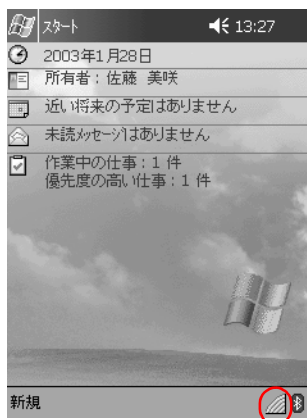 スタート 13:27
2003年1月28日
所有者：佐藤 美咲
近い将来の予定はありません
未読メッセージはありません
作業中の仕事：1 件
優先度の高い仕事：1 件
新規